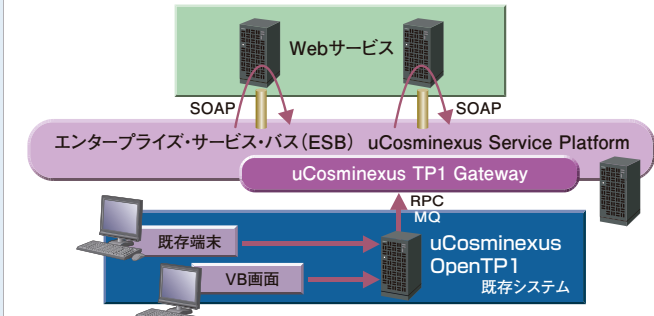 Webサービス
SOAP
SOAP
エンタープライズ・サービス・バス(ESB) uCosminexus Service Platform
uCosminexus TP1 Gateway
RPC
MQ
既存端末
uCosminexus
OpenTP1
VB画面
既存システム